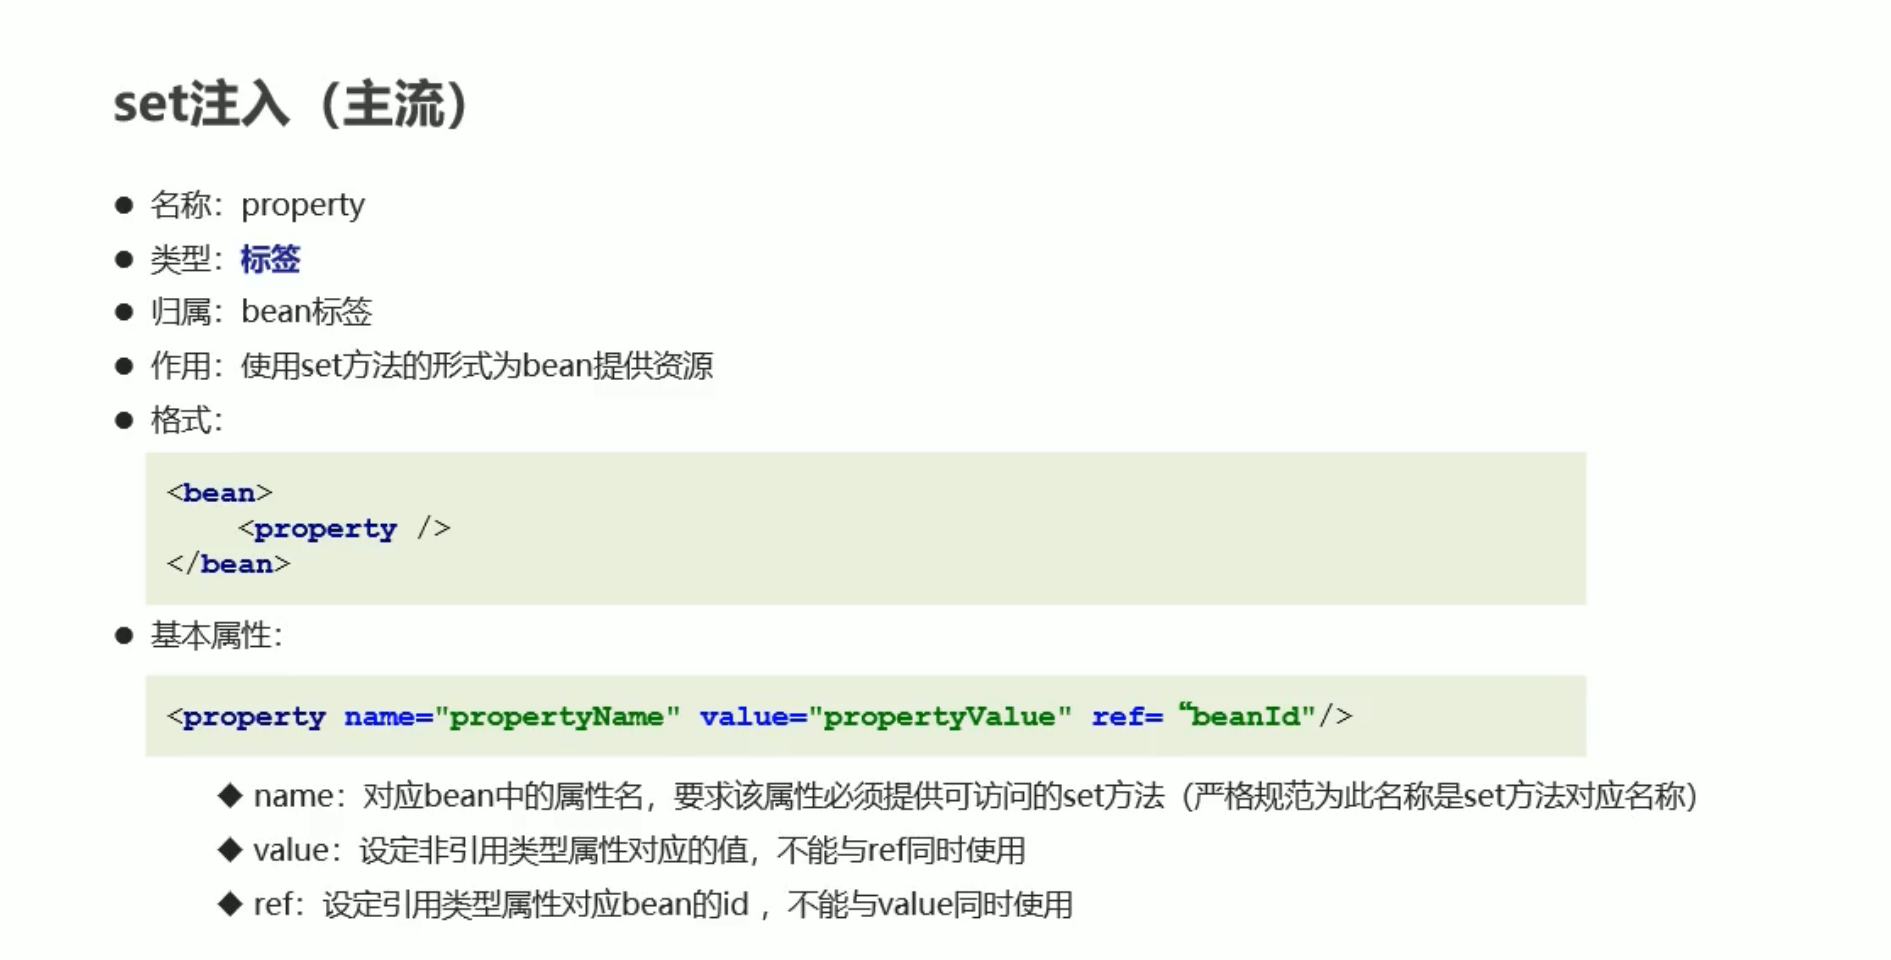 set注入（主流）
● 名称：property
● 类型：标签
● 归属：bean标签
● 作用：使用set方法的形式为bean提供资源
● 格式：
<bean>
    <property />
</bean>
● 基本属性：
<property name="propertyName" value="propertyValue" ref= “beanId"/>
◆ name：对应bean中的属性名，要求该属性必须提供可访问的set方法（严格规范为此名称是set方法对应名称）
◆ value：设定非引用类型属性对应的值，不能与ref同时使用
◆ ref：设定引用类型属性对应bean的id ，不能与value同时使用